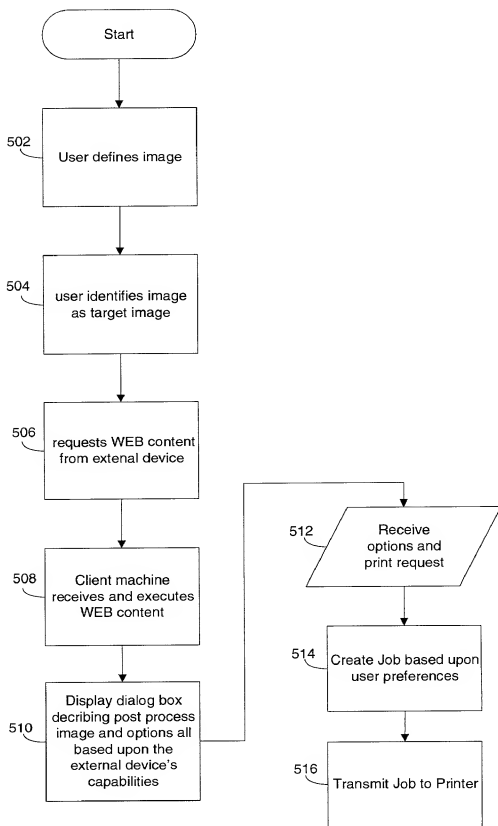 Start
502
User defines image
504
user identifies image
as target image
506
requests WEB content
from extenal device
508
Client machine
receives and executes
WEB content
510
Display dialog box
decribing post process
image and options all
based upon the
external device's
capabilities
512
Receive
options and
print request
514
Create Job based upon
user preferences
516
Transmit Job to Printer